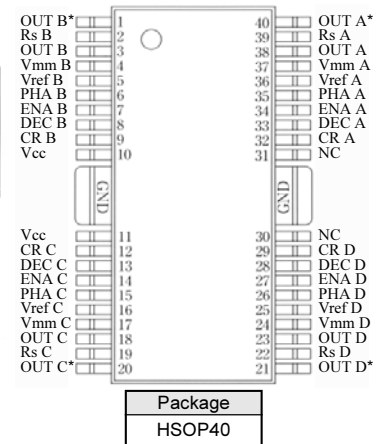 OUT B* 1 40 OUT A*
Rs B 2 39 Rs A
OUT B 3 38 OUT A
Vmm B 4 37 Vmm A
Vref B 5 36 Vref A
PHA B 6 35 PHA A
ENA B 7 34 ENA A
DEC B 8 33 DEC A
CR B 9 32 CR A
Vcc 10 31 NC
GND GND
Vcc 11 30 NC
CR C 12 29 CR D
DEC C 13 28 DEC D
ENA C 14 27 ENA D
PHA C 15 26 PHA D
Vref C 16 25 Vref D
Vmm C 17 24 Vmm D
OUT C 18 23 OUT D
Rs C 19 22 Rs D
OUT C* 20 21 OUT D*
Package
HSOP40